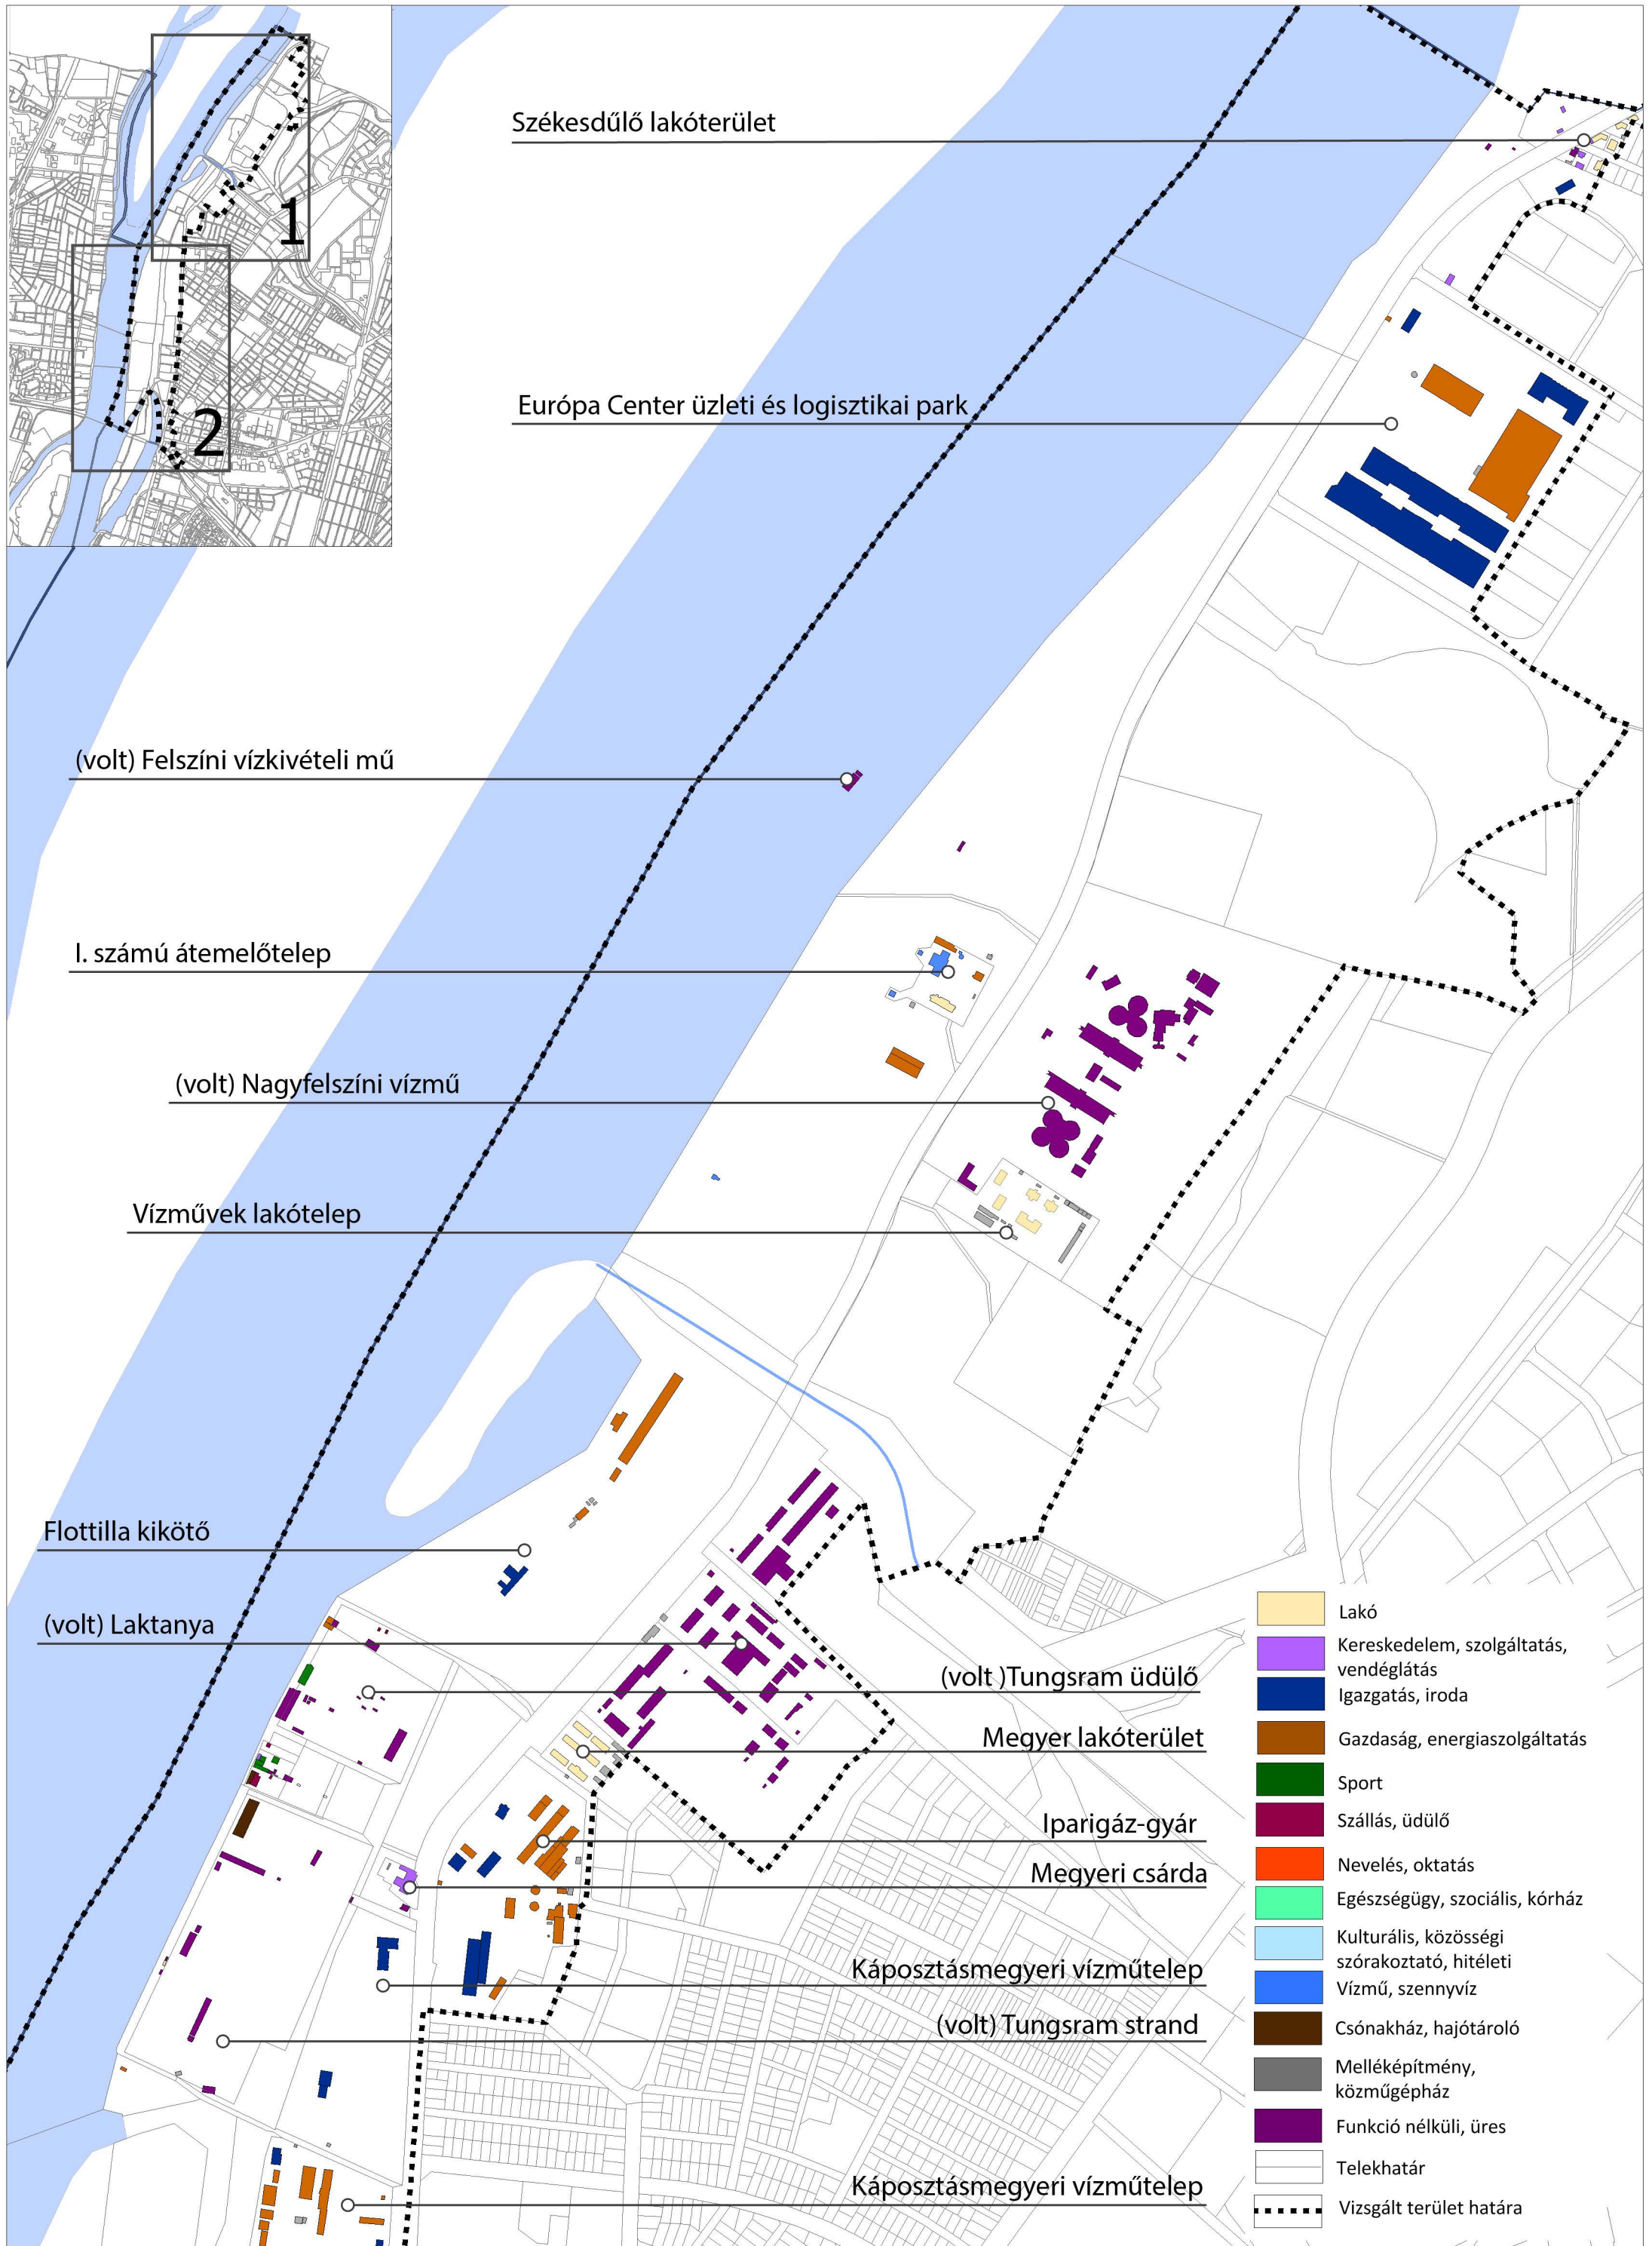 1
2
Székesdűlő lakóterület
Európa Center üzleti és logisztikai park
(volt) Felszíni vízkivételi mű
I. számú átemelőtelep
(volt) Nagyfelszíni vízmű
Vízművek lakótelep
Flottilla kikötő
(volt) Laktanya
(volt )Tungsram üdülő
Megyer lakóterület
Iparigáz-gyár
Megyeri csárda
Káposztásmegyeri vízműtelep
(volt) Tungsram strand
Káposztásmegyeri vízműtelep
Lakó
Kereskedelem, szolgáltatás,
vendéglátás
Igazgatás, iroda
Gazdaság, energiaszolgáltatás
Sport
Szállás, üdülő
Nevelés, oktatás
Egészségügy, szociális, kórház
Kulturális, közösségi
szórakoztató, hitéleti
Vízmű, szennyvíz
Csónakház, hajótároló
Melléképítmény,
közműgépház
Funkció nélküli, üres
Telekhatár
Vizsgált terület határa